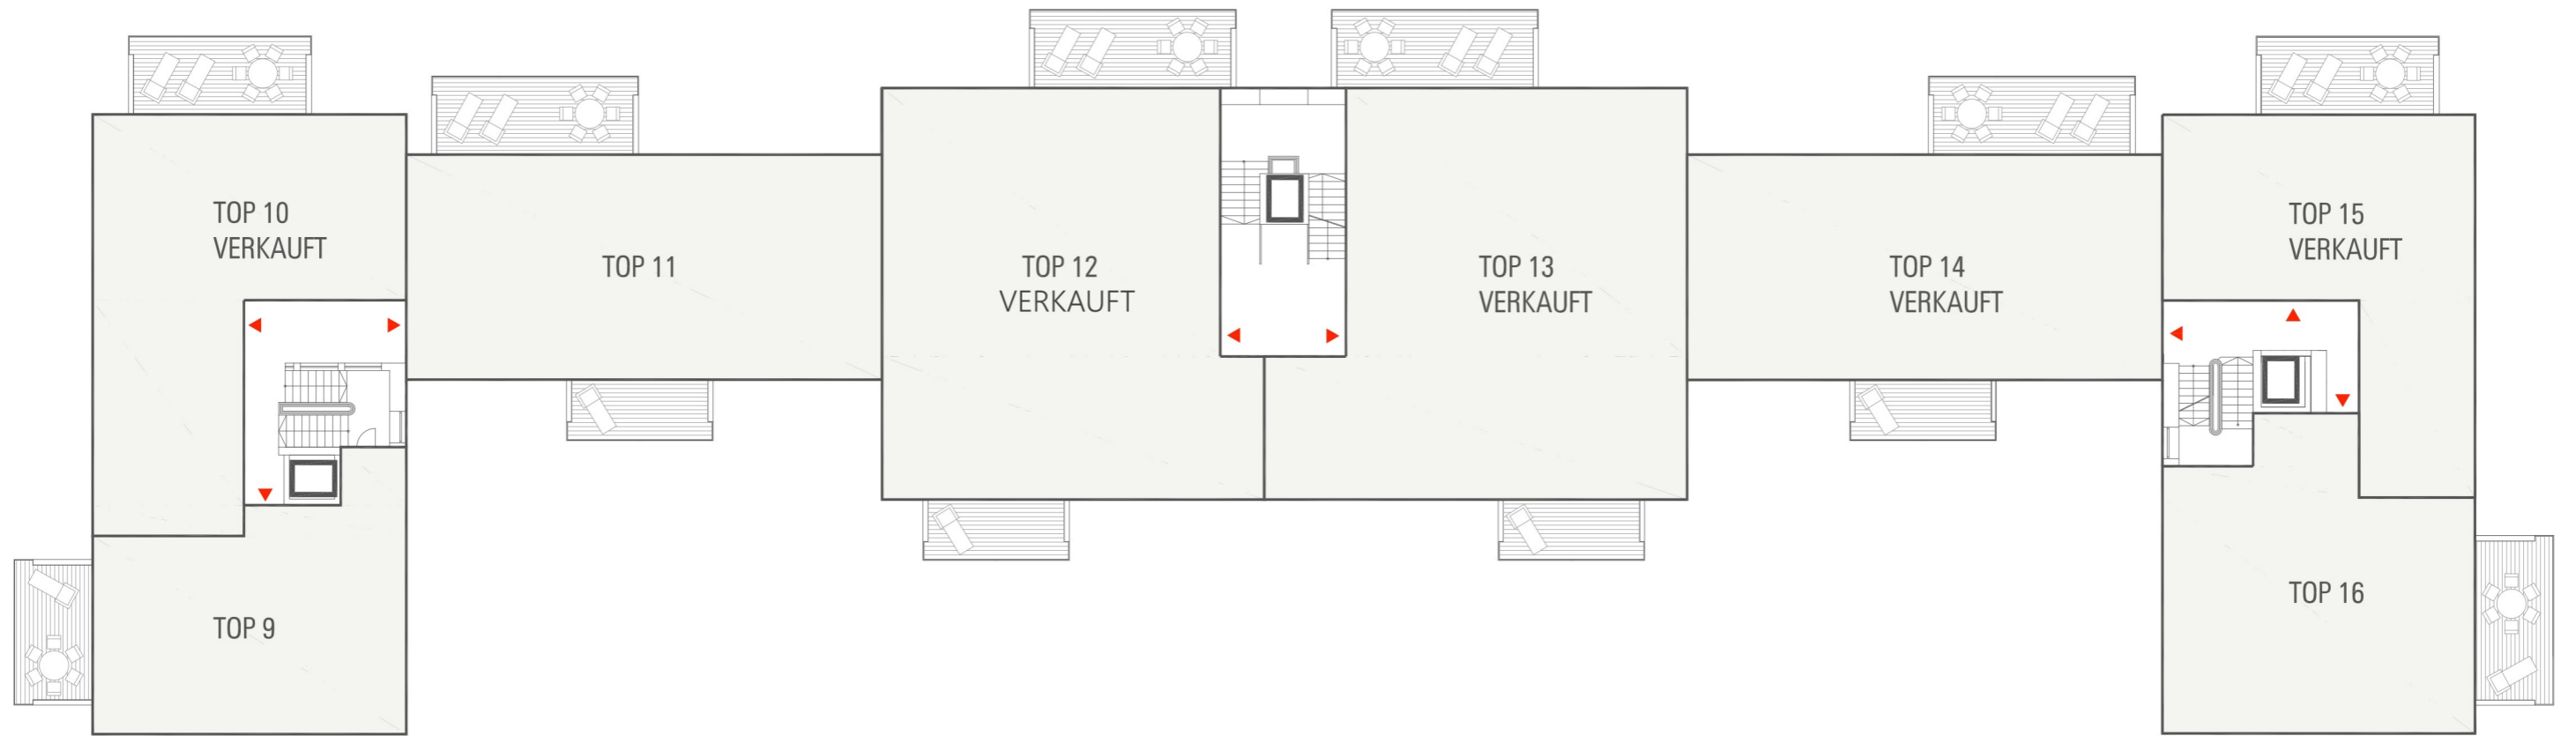 TOP 10
VERKAUFT
TOP 11
TOP 12
VERKAUFT
TOP 13
VERKAUFT
TOP 14
VERKAUFT
TOP 15
VERKAUFT
TOP 9
TOP 16